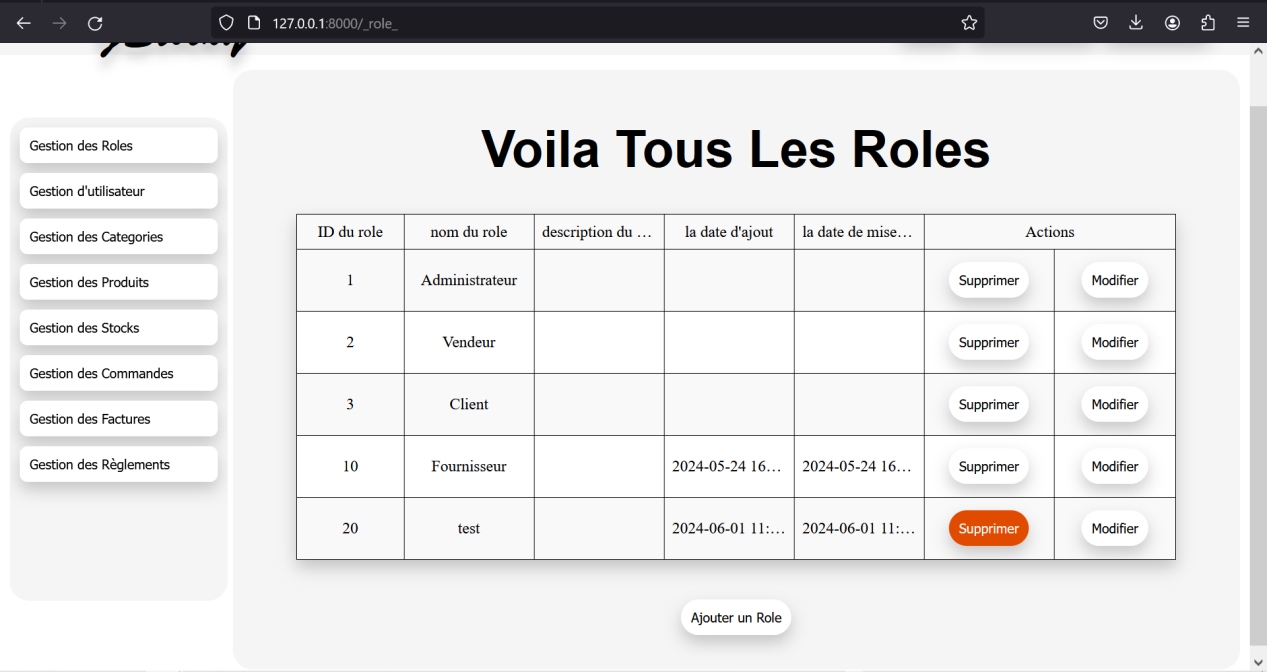 127.0.0.1:8000/_role_
Gestion des Roles
Gestion d'utilisateur
Gestion des Categories
Gestion des Produits
Gestion des Stocks
Gestion des Commandes
Gestion des Factures
Gestion des Règlements
Voila Tous Les Roles
ID du role nom du role description du … la date d'ajout la date de mise… Actions
1 Administrateur Supprimer Modifier
2 Vendeur Supprimer Modifier
3 Client Supprimer Modifier
10 Fournisseur 2024-05-24 16… 2024-05-24 16… Supprimer Modifier
20 test 2024-06-01 11:… 2024-06-01 11:… Supprimer Modifier
Ajouter un Role